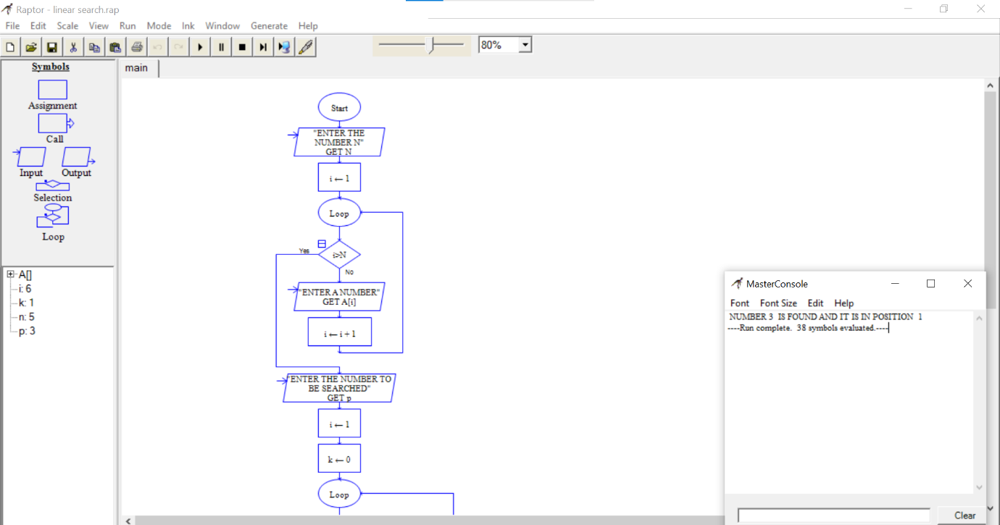 Raptor - linear search.rap
File Edit Scale View Run Mode Ink Window Generate Help
80%
Symbols
Assignment
Call
Input Output
Selection
Loop
A[]
i: 6
k: 1
n: 5
p: 3
main
Start
"ENTER THE
NUMBER N"
GET N
i ← 1
Loop
Yes
i>N
No
"ENTER A NUMBER"
GET A[i]
i ← i + 1
"ENTER THE NUMBER TO
BE SEARCHED"
GET p
i ← 1
k ← 0
Loop
MasterConsole
Font Font Size Edit Help
NUMBER 3 IS FOUND AND IT IS IN POSITION 1
----Run complete. 38 symbols evaluated.----
Clear